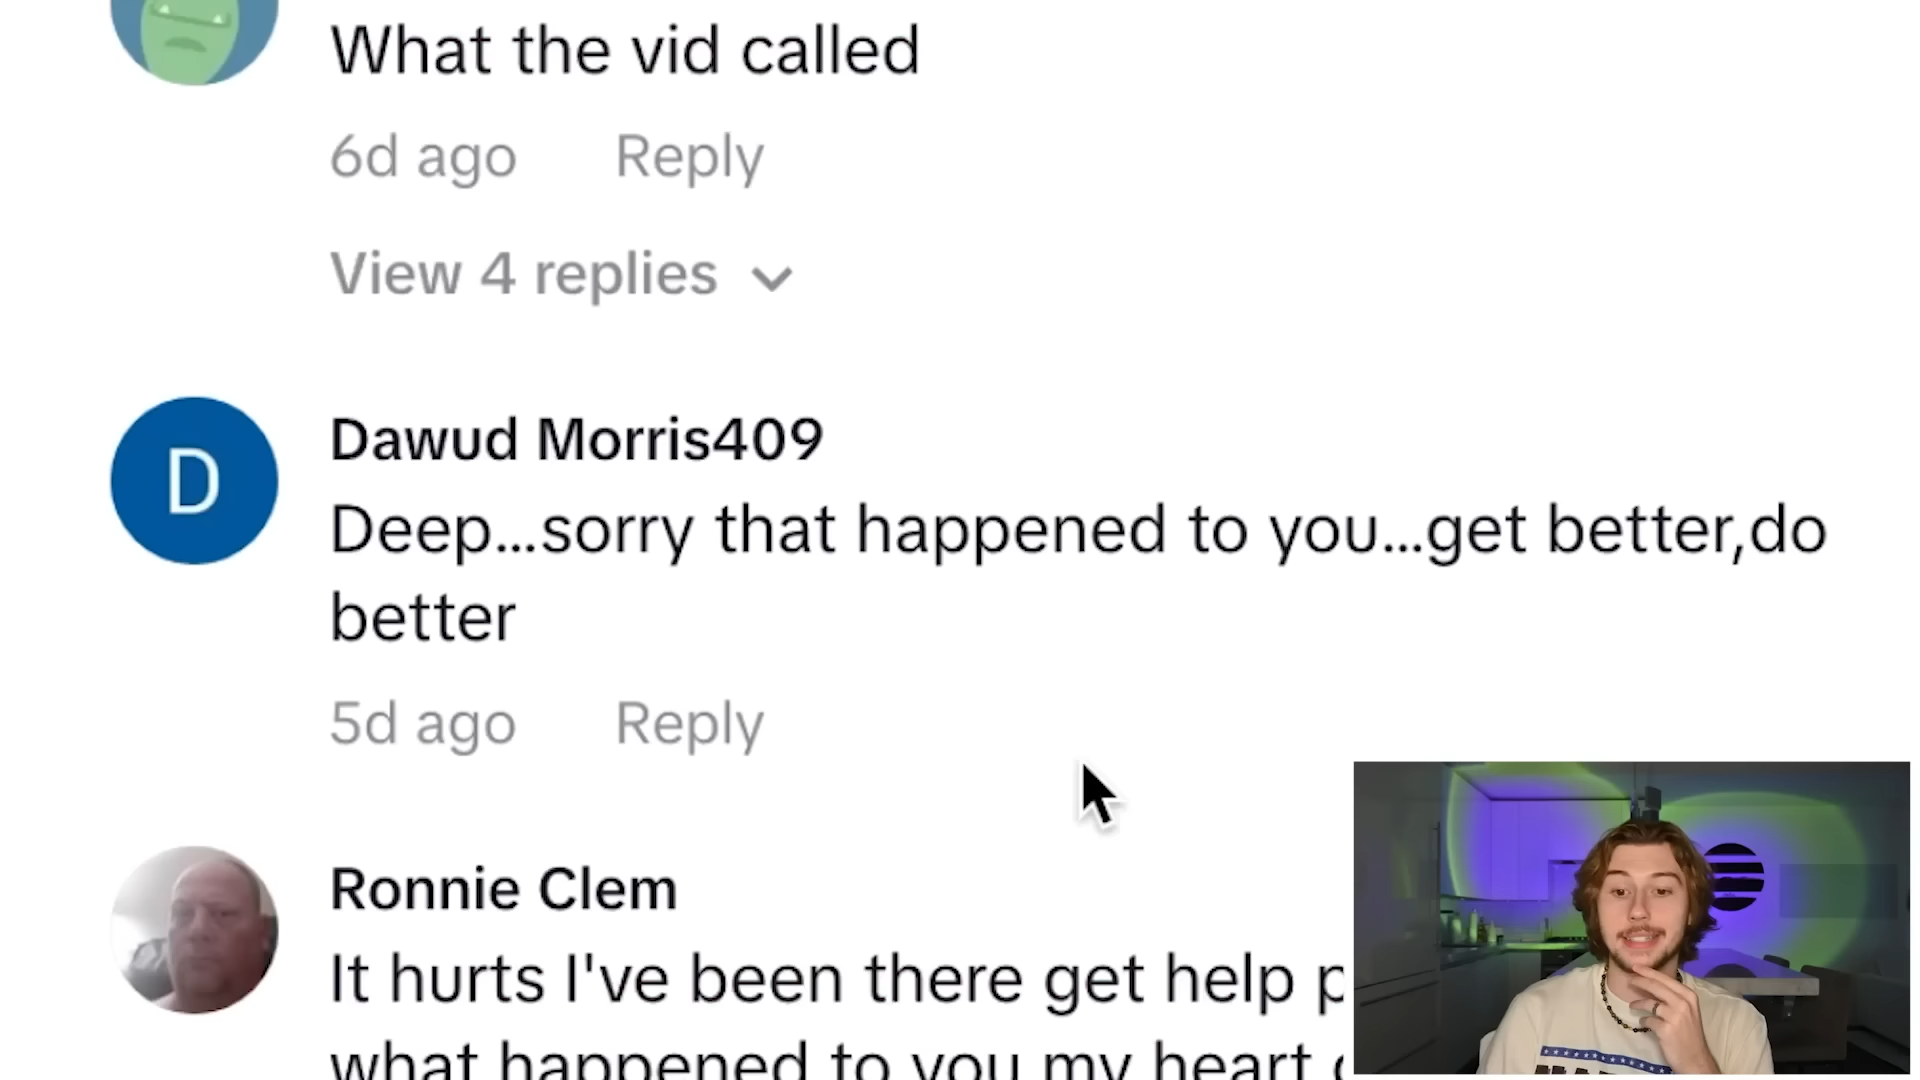 What the vid called
6d ago Reply
View 4 replies
D
Dawud Morris409
Deep...sorry that happened to you...get better,do
better
5d ago Reply
Ronnie Clem
It hurts I've been there get help
what happened to you my heart